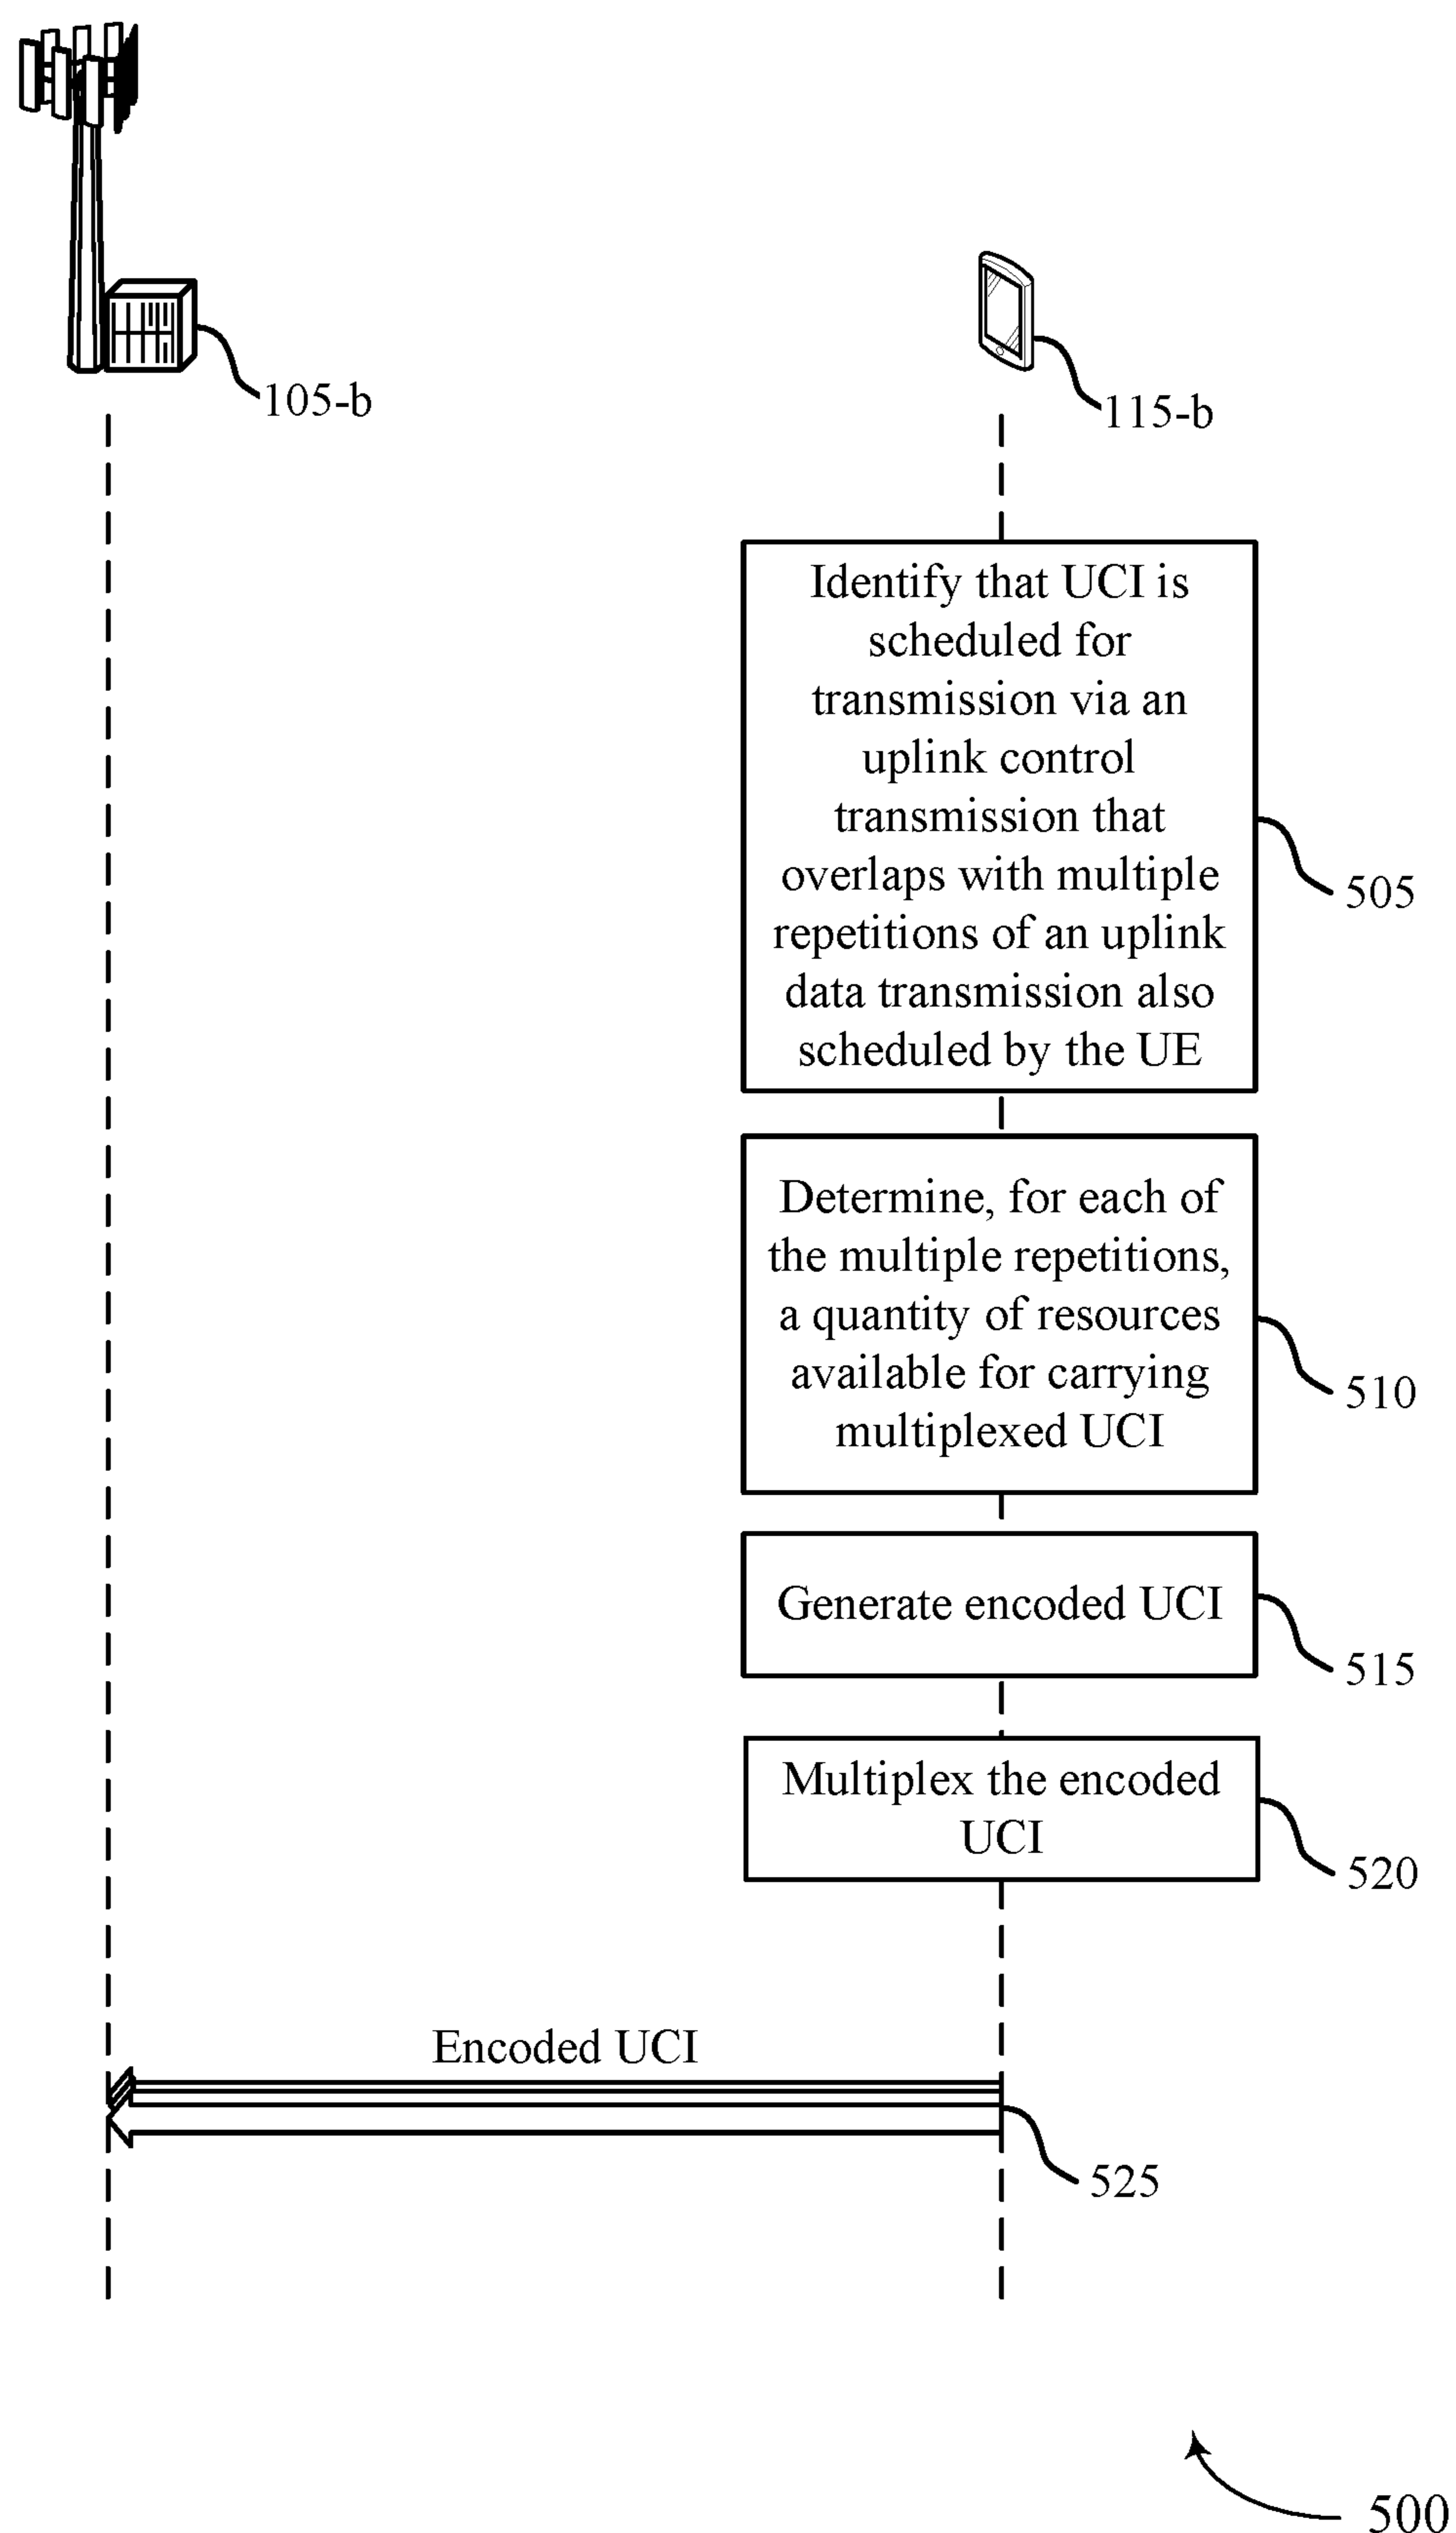 105-b
115-b
Identify that UCI is
scheduled for
transmission via an
uplink control
transmission that
overlaps with multiple
repetitions of an uplink
data transmission also
scheduled by the UE
505
Determine, for each of
the multiple repetitions,
a quantity of resources
available for carrying
multiplexed UCI
510
Generate encoded UCI
515
Multiplex the encoded
UCI
520
Encoded UCI
525
500